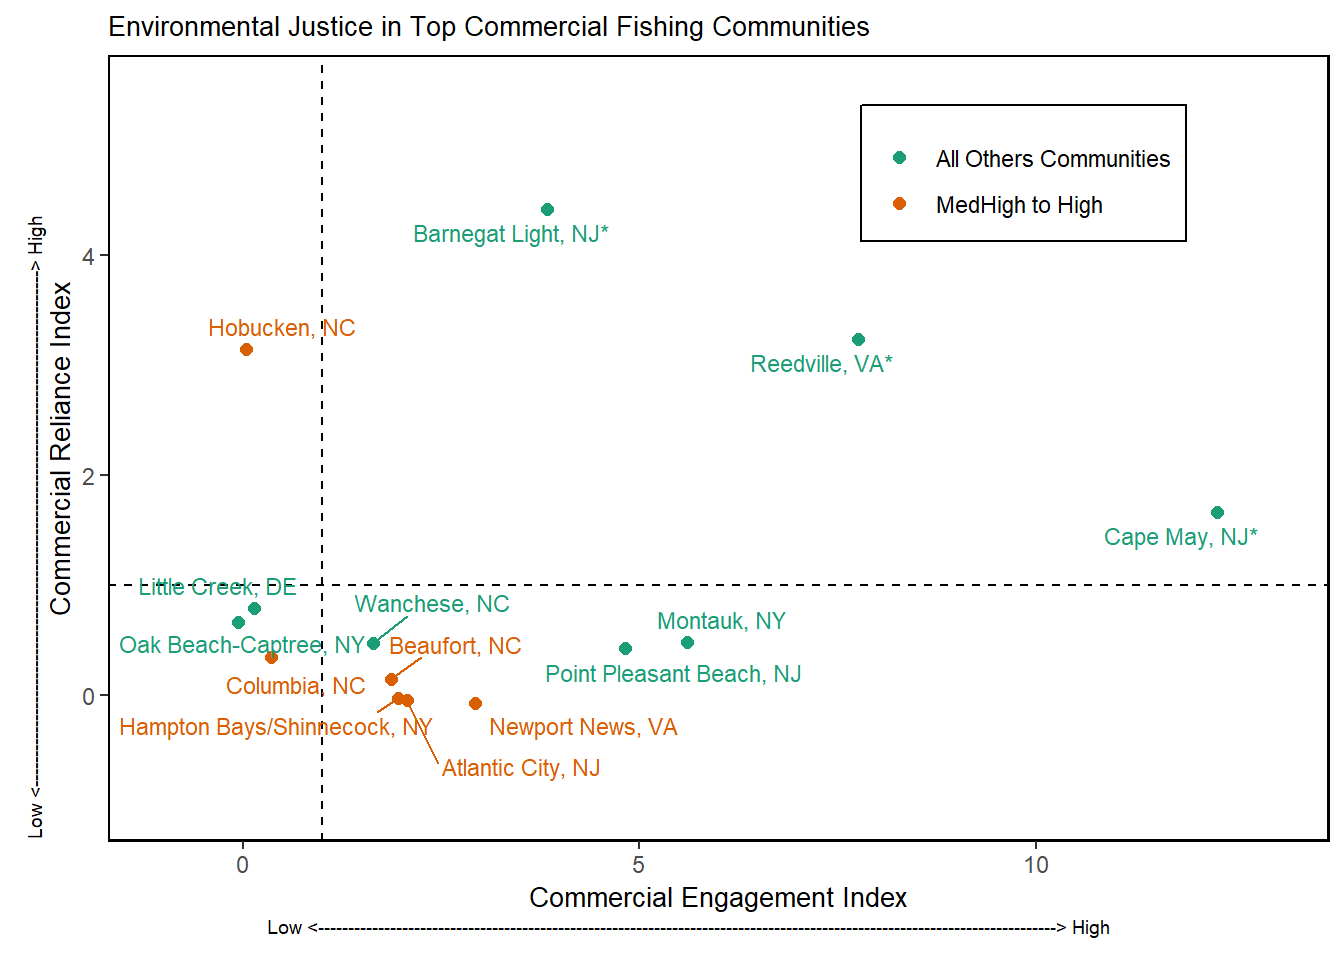 Environmental Justice in Top Commercial Fishing Communities
All Others Communities
MedHigh to High
Barnegat Light, NJ*
Hobucken, NC
Reedville, VA*
Cape May, NJ*
Little Creek, DE
Wanchese, NC
Montauk, NY
Oak Beach-Captree, NY
Beaufort, NC
Point Pleasant Beach, NJ
Columbia, NC
Hampton Bays/Shinnecock, NY
Newport News, VA
Atlantic City, NJ
4
2
0
Commercial Reliance Index
Low <--------------------------------------------------------------------------------------> High
0
5
10
Commercial Engagement Index
Low <---------------------------------------------------------------------------------------------------------------------------> High